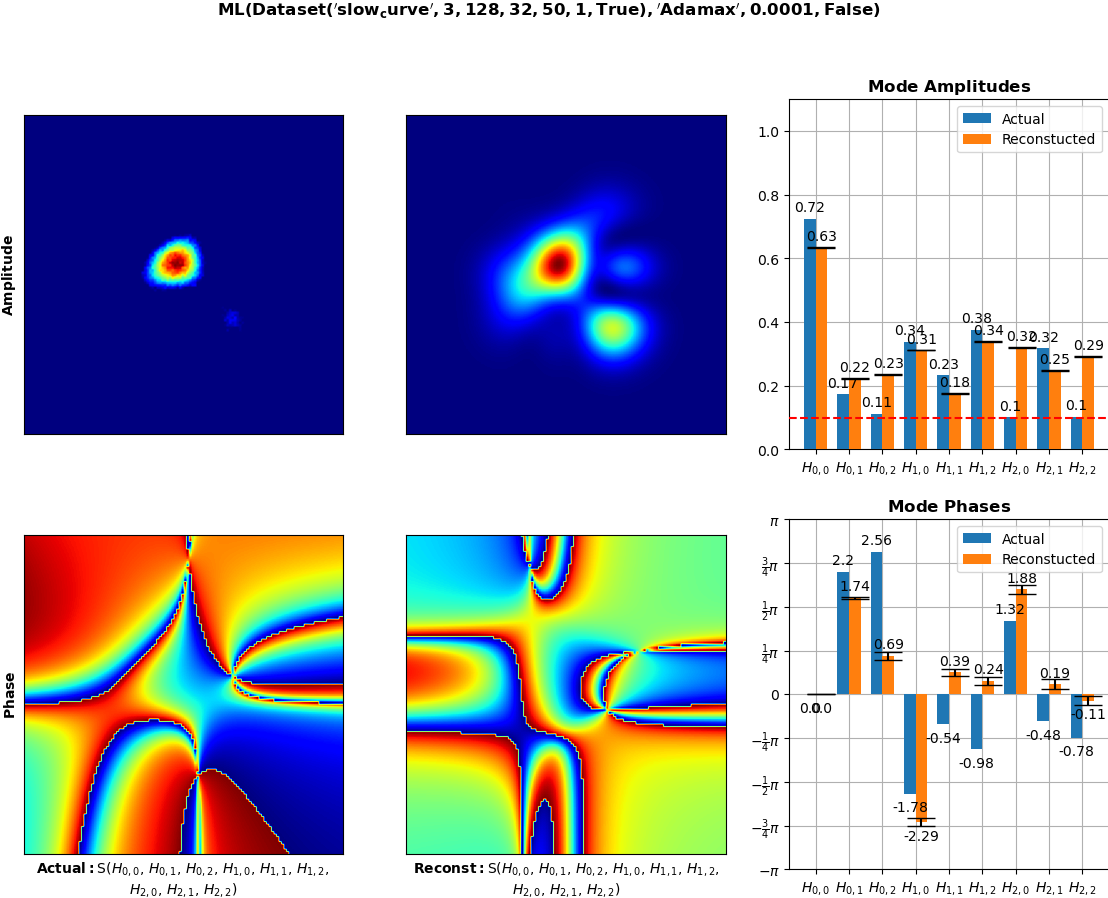 ML(Dataset('slow_curve', 3, 128, 32, 50, 1, True), 'Adamax', 0.0001, False)
Amplitude
Mode Amplitudes
Actual
Reconstucted
1.0
0.8
0.6
0.4
0.2
0.0
0.72
0.63
0.17
0.22
0.11
0.23
0.34
0.31
0.23
0.18
0.38
0.34
0.1
0.32
0.32
0.25
0.1
0.29
H0,0 H0,1 H0,2 H1,0 H1,1 H1,2 H2,0 H2,1 H2,2
Phase
Actual: S(H0,0, H0,1, H0,2, H1,0, H1,1, H1,2,
H2,0, H2,1, H2,2)
Reconst: S(H0,0, H0,1, H0,2, H1,0, H1,1, H1,2,
H2,0, H2,1, H2,2)
Mode Phases
Actual
Reconstucted
π
3/4π
1/2π
1/4π
0
−1/4π
−1/2π
−3/4π
−π
0.0
0.0
2.2
1.74
2.56
0.69
-1.78
-2.29
-0.54
0.39
-0.98
0.24
1.32
1.88
-0.48
0.19
-0.78
-0.11
H0,0 H0,1 H0,2 H1,0 H1,1 H1,2 H2,0 H2,1 H2,2